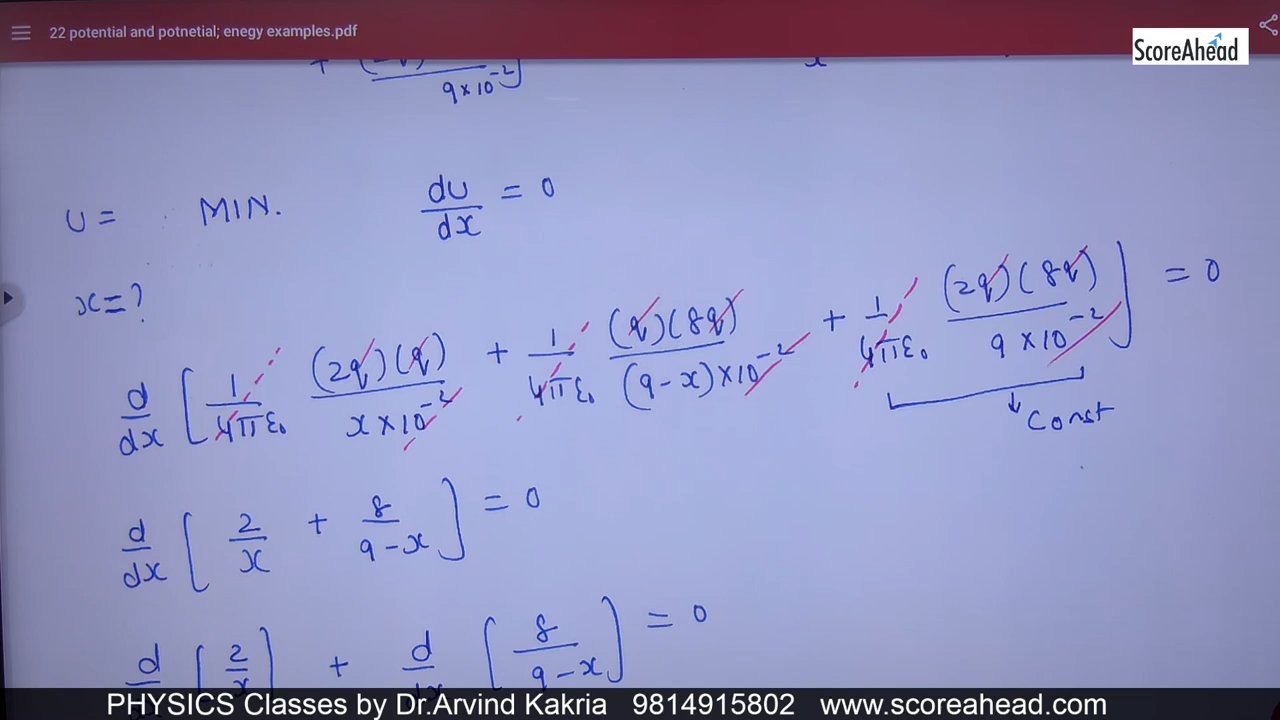 22 potential and potnetial; enegy examples.pdf
ScoreAhead
9 × 10⁻²
U = MIN. dU/dx = 0
x = ?
d/dx [ 1/4πε₀ (2q)(q)/x × 10⁻² + 1/4πε₀ (q)(8q)/(9 - x) × 10⁻² + 1/4πε₀ (2q)(8q)/9 × 10⁻² ] = 0
↓ Const
d/dx [ 2/x + 8/9 - x ] = 0
d/dx [ 2/x ] + d/dx [ 8/9 - x ] = 0
PHYSICS Classes by Dr.Arvind Kakria 9814915802 www.scoreahead.com